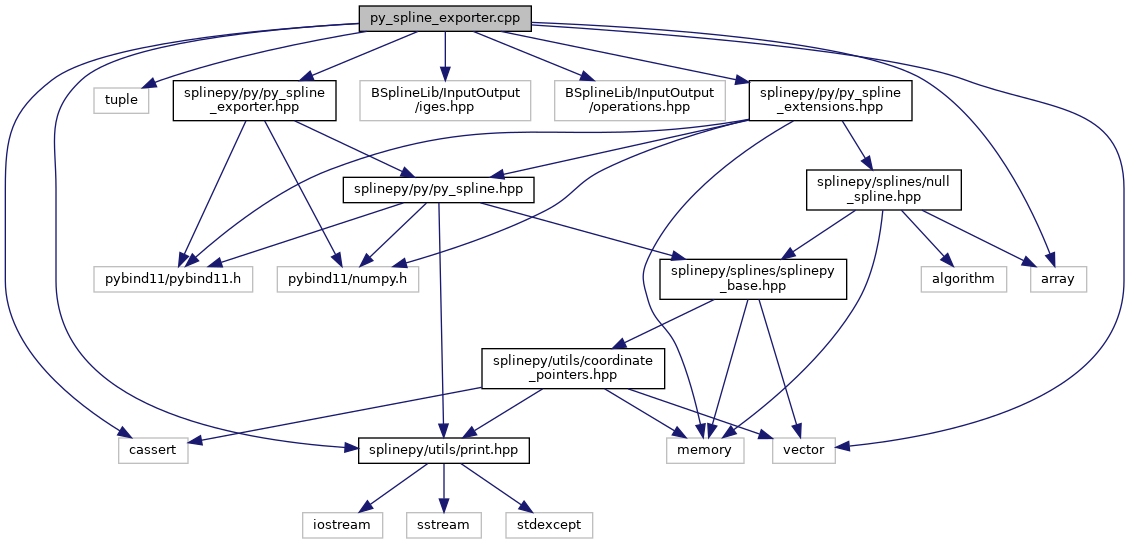 py_spline_exporter.cpp
tuple
splinepy/py/py_spline
_exporter.hpp
BSplineLib/InputOutput
/iges.hpp
BSplineLib/InputOutput
/operations.hpp
splinepy/py/py_spline
_extensions.hpp
splinepy/py/py_spline.hpp
splinepy/splines/null
_spline.hpp
pybind11/pybind11.h
pybind11/numpy.h
splinepy/splines/splinepy
_base.hpp
algorithm
array
splinepy/utils/coordinate
_pointers.hpp
cassert
splinepy/utils/print.hpp
memory
vector
iostream
sstream
stdexcept